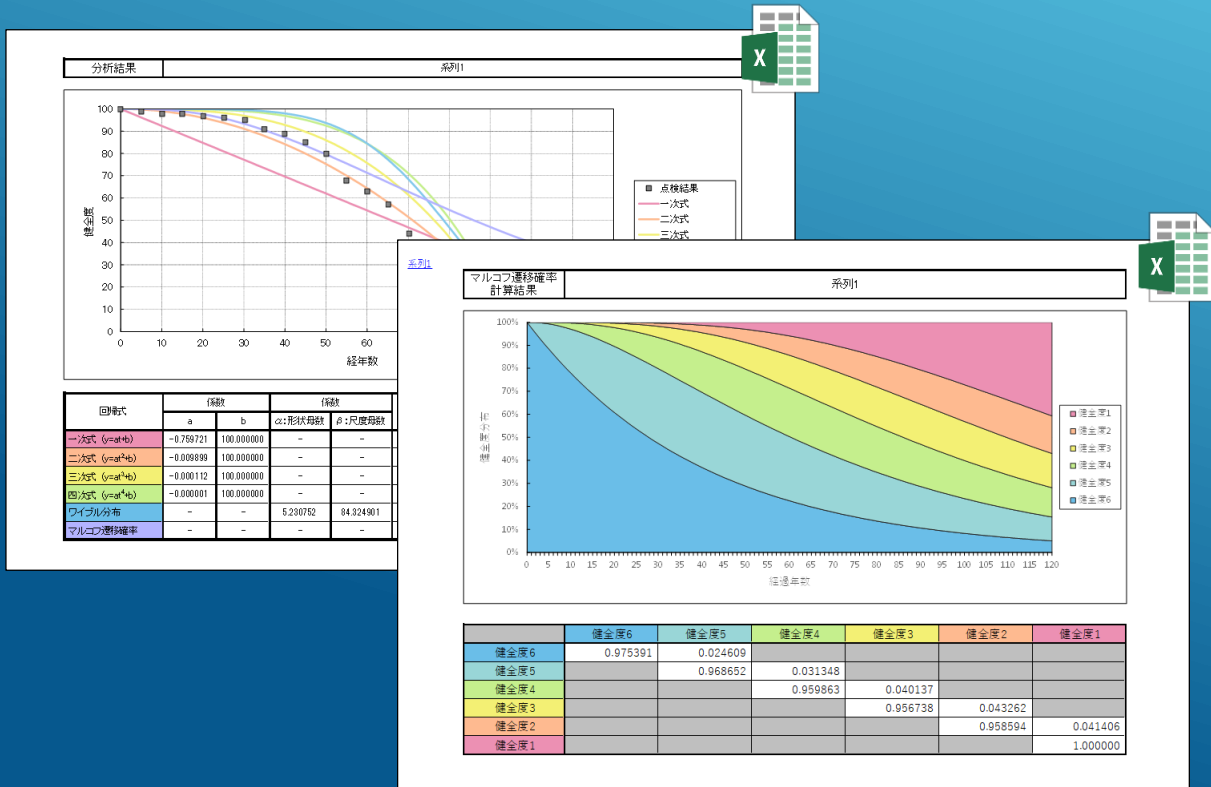 分析結果 系列1
100
90
80
70
60
50
40
30
20
10
0
健全度
0 10 20 30 40 50 60
経年数
点検結果
一次式
二次式
三次式
系列1
回帰式 係数 係数
a b α:形状母数 β:尺度母数
一次式 (y=at+b) -0.759721 100.000000 - -
二次式 (y=at²+b) -0.009899 100.000000 - -
三次式 (y=at³+b) -0.000112 100.000000 - -
四次式 (y=at⁴+b) -0.000001 100.000000 - -
ワイブル分布 - - 5.230752 84.324901
マルコフ遷移確率 - - - -
X
マルコフ遷移確率
計算結果
系列1
100%
90%
80%
70%
60%
50%
40%
30%
20%
10%
0%
健全度分布
0 5 10 15 20 25 30 35 40 45 50 55 60 65 70 75 80 85 90 95 100 105 110 115 120
経過年数
健全度1
健全度2
健全度3
健全度4
健全度5
健全度6
健全度6 健全度5 健全度4 健全度3 健全度2 健全度1
健全度6 0.975391 0.024609
健全度5 0.968652 0.031348
健全度4 0.959863 0.040137
健全度3 0.956738 0.043262
健全度2 0.958594 0.041406
健全度1 1.000000
X